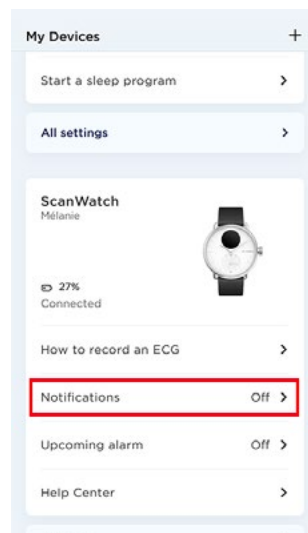 My Devices +
Start a sleep program >
All settings >
ScanWatch
Mélanie
27%
Connected
How to record an ECG >
Notifications Off >
Upcoming alarm Off >
Help Center >